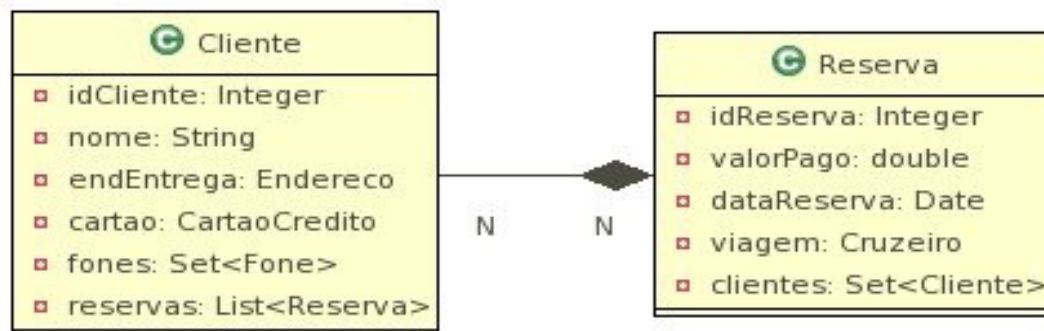 C Cliente
idCliente: Integer
nome: String
endEntrega: Endereco
cartao: CartaoCredito
fones: Set<Fone>
reservas: List<Reserva>
N
N
C Reserva
idReserva: Integer
valorPago: double
dataReserva: Date
viagem: Cruzeiro
clientes: Set<Cliente>